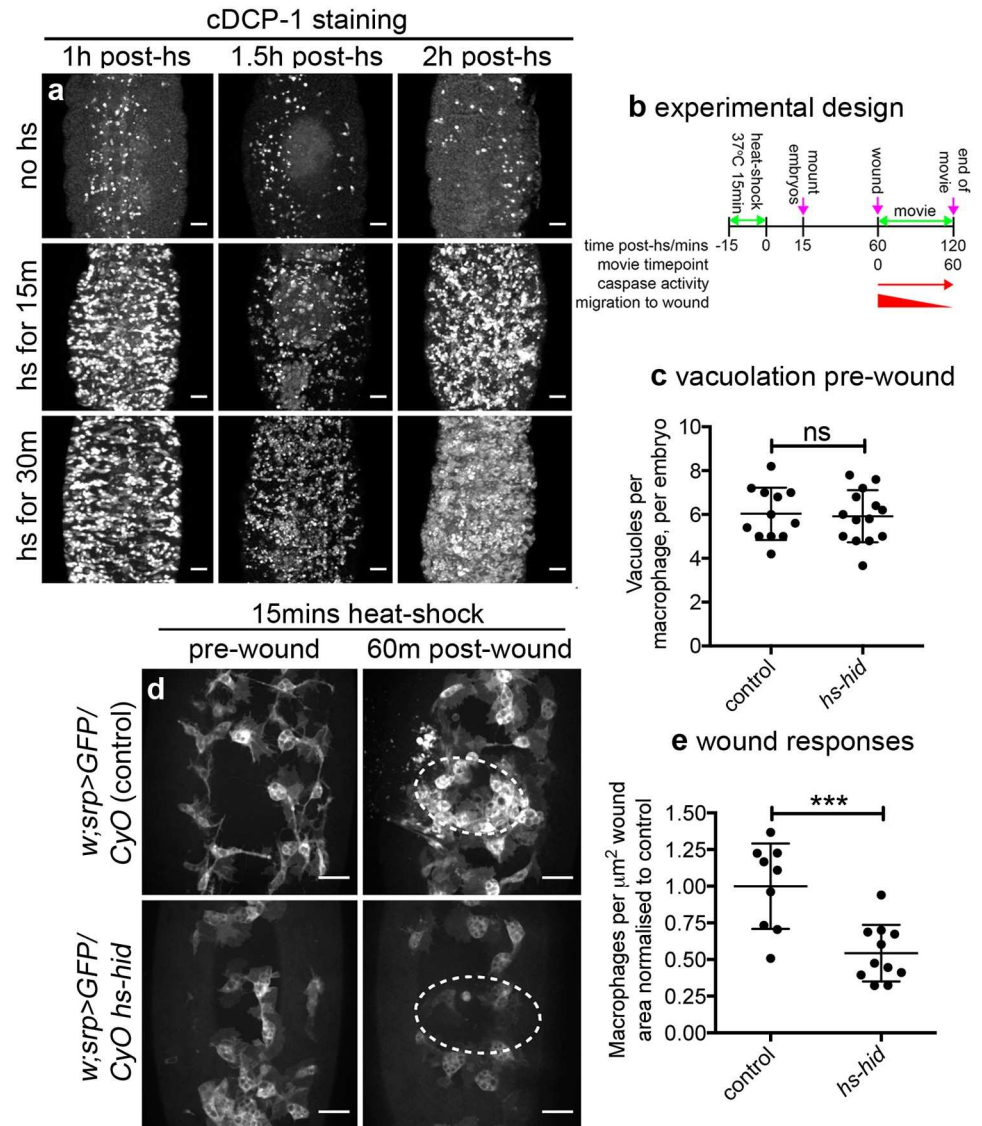 cDCP-1 staining
1h post-hs 1.5h post-hs 2h post-hs
a
no hs
hs for 15m
hs for 30m
b experimental design
heat-shock
37ºC 15min
mount
embryos
wound
end of
movie
movie
-15 0 15 60 120
time post-hs/mins
movie timepoint 0 60
caspase activity
migration to wound
c vacuolation pre-wound
ns
Vacuoles per
macrophage, per embryo
10
8
6
4
2
0
control
hs-hid
15mins heat-shock
pre-wound 60m post-wound
d
w;srp>GFP/
CyO (control)
w;srp>GFP/
CyO hs-hid
e wound responses
***
Macrophages per μm2 wound
area normalised to control
1.50
1.25
1.00
0.75
0.50
0.25
0.00
control
hs-hid